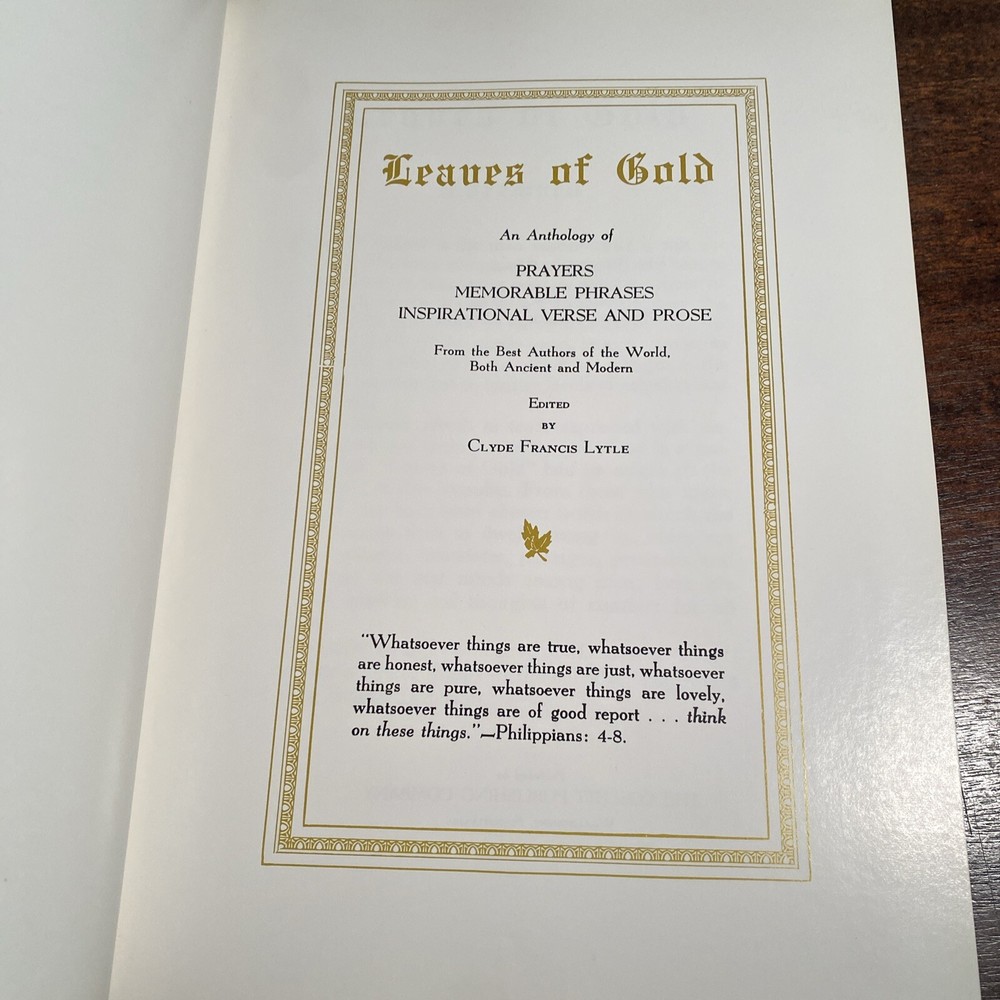 Leaves of Gold
An Anthology of
PRAYERS
MEMORABLE PHRASES
INSPIRATIONAL VERSE AND PROSE
From the Best Authors of the World,
Both Ancient and Modern
EDITED
BY
CLYDE FRANCIS LYTLE
"Whatsoever things are true, whatsoever things
are honest, whatsoever things are just, whatsoever
things are pure, whatsoever things are lovely,
whatsoever things are of good report . . . think
on these things."—Philippians: 4-8.